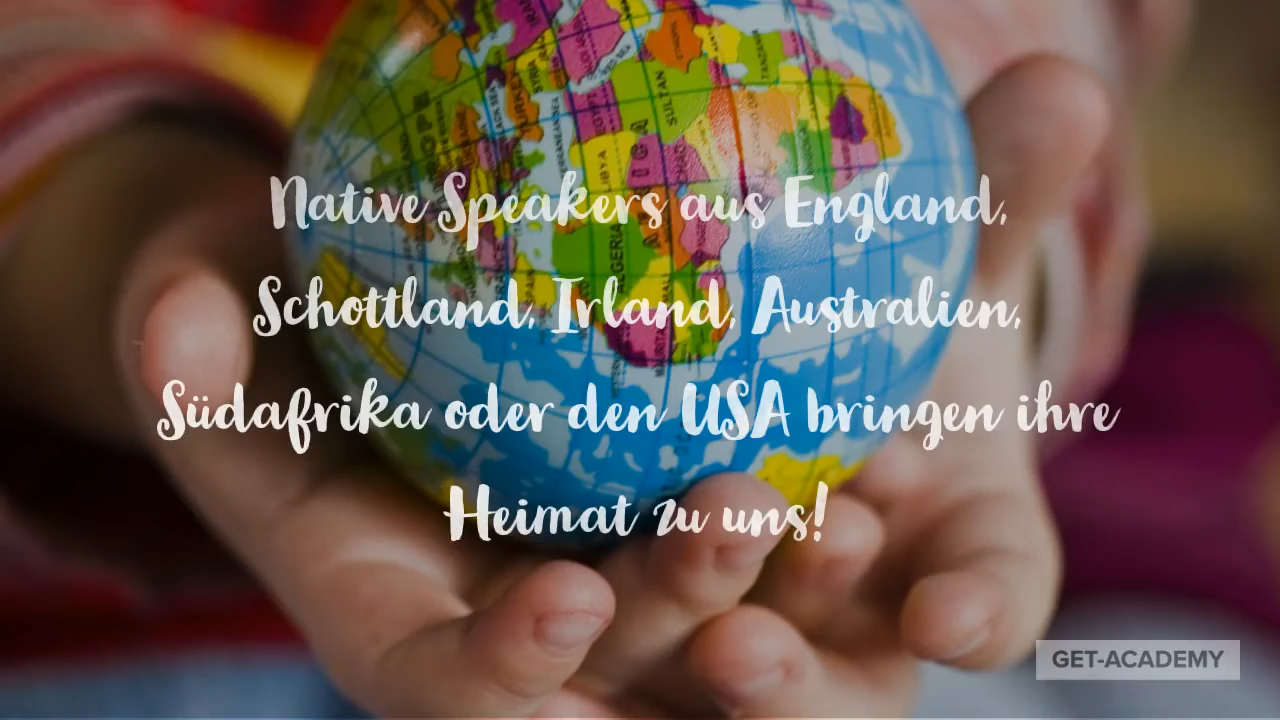 Native Speakers aus England,
Schottland, Irland, Australien,
Südafrika oder den USA bringen ihre
Heimat zu uns!
GET-ACADEMY